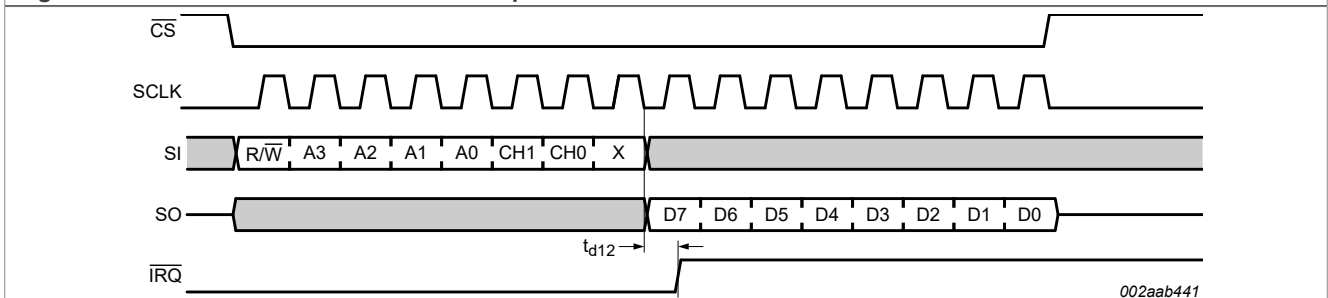 CS
SCLK
SI R/W A3 A2 A1 A0 CH1 CH0 X
SO D7 D6 D5 D4 D3 D2 D1 D0
td12
IRQ
002aab441